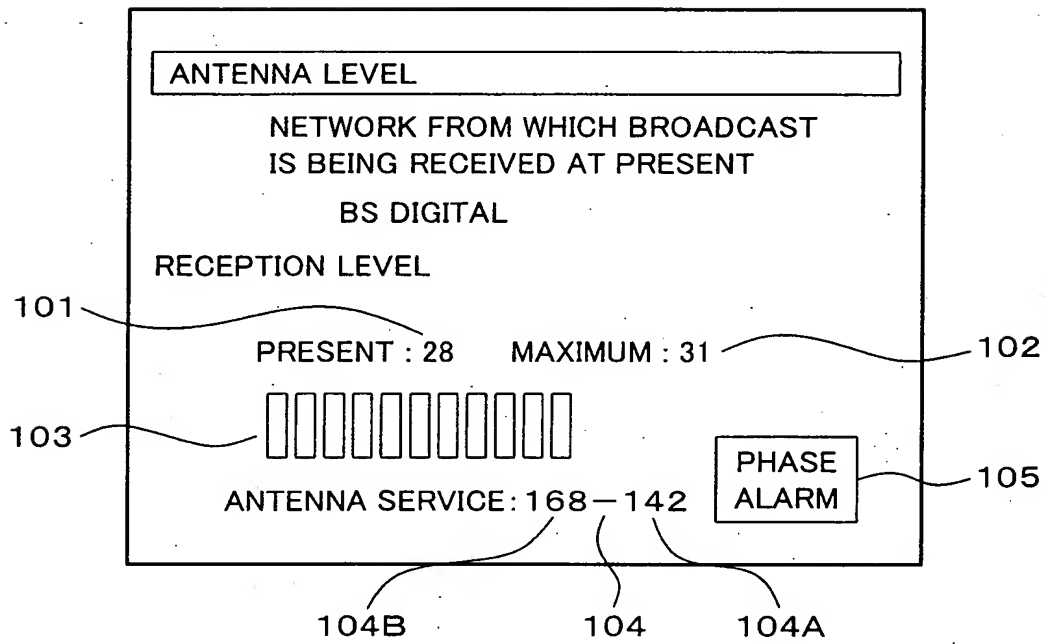 ANTENNA LEVEL
NETWORK FROM WHICH BROADCAST
IS BEING RECEIVED AT PRESENT
BS DIGITAL
RECEPTION LEVEL
101
PRESENT : 28 MAXIMUM : 31 102
103
PHASE
ALARM 105
ANTENNA SERVICE : 168－142
104B 104 104A